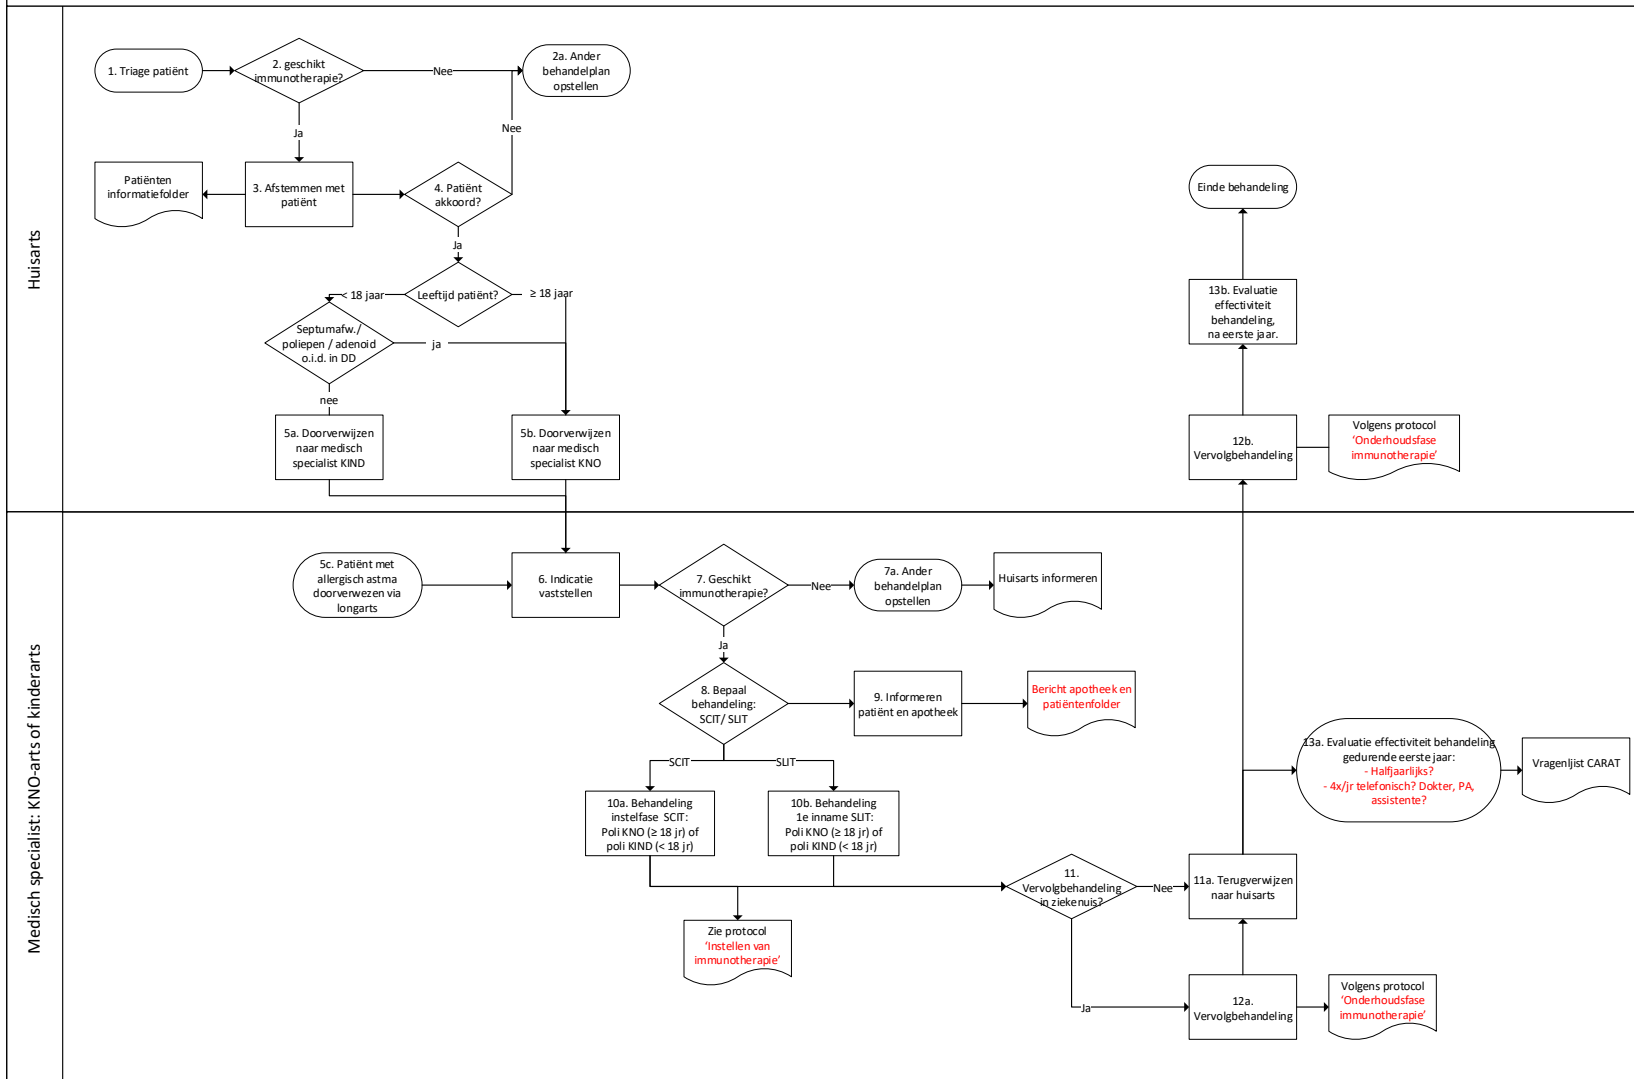 Huisarts
1. Triage patiënt
2. geschikt
immunotherapie?
Nee
2a. Ander
behandelplan
opstellen
Ja
Nee
Patiënten
informatiefolder
3. Afstemmen met
patiënt
4. Patiënt
akkoord?
Ja
Leeftijd patiënt?
< 18 jaar
≥ 18 jaar
Septumafw./
poliepen / adenoid
o.i.d. in DD
ja
nee
5a. Doorverwijzen
naar medisch
specialist KIND
5b. Doorverwijzen
naar medisch
specialist KNO
Einde behandeling
13b. Evaluatie
effectiviteit
behandeling,
na eerste jaar.
12b.
Vervolgbehandeling
Volgens protocol
‘Onderhoudsfase
immunotherapie’
Medisch specialist: KNO-arts of kinderarts
5c. Patiënt met
allergisch astma
doorverwezen via
longarts
6. Indicatie
vaststellen
7. Geschikt
immunotherapie?
Nee
7a. Ander
behandelplan
opstellen
Huisarts informeren
Ja
8. Bepaal
behandeling:
SCIT/ SLIT
9. Informeren
patiënt en apotheek
Bericht apotheek en
patiëntenfolder
SCIT
SLIT
10a. Behandeling
instelfase SCIT:
Poli KNO (≥ 18 jr) of
poli KIND (< 18 jr)
10b. Behandeling
1e inname SLIT:
Poli KNO (≥ 18 jr) of
poli KIND (< 18 jr)
Zie protocol
‘Instellen van
immunotherapie’
11.
Vervolgbehandeling
in ziekenuis?
Nee
Ja
11a. Terugverwijzen
naar huisarts
12a.
Vervolgbehandeling
Volgens protocol
‘Onderhoudsfase
immunotherapie’
13a. Evaluatie effectiviteit behandeling
gedurende eerste jaar:
- Halfjaarlijks?
- 4x/jr telefonisch? Dokter, PA,
assistente?
Vragenljist CARAT